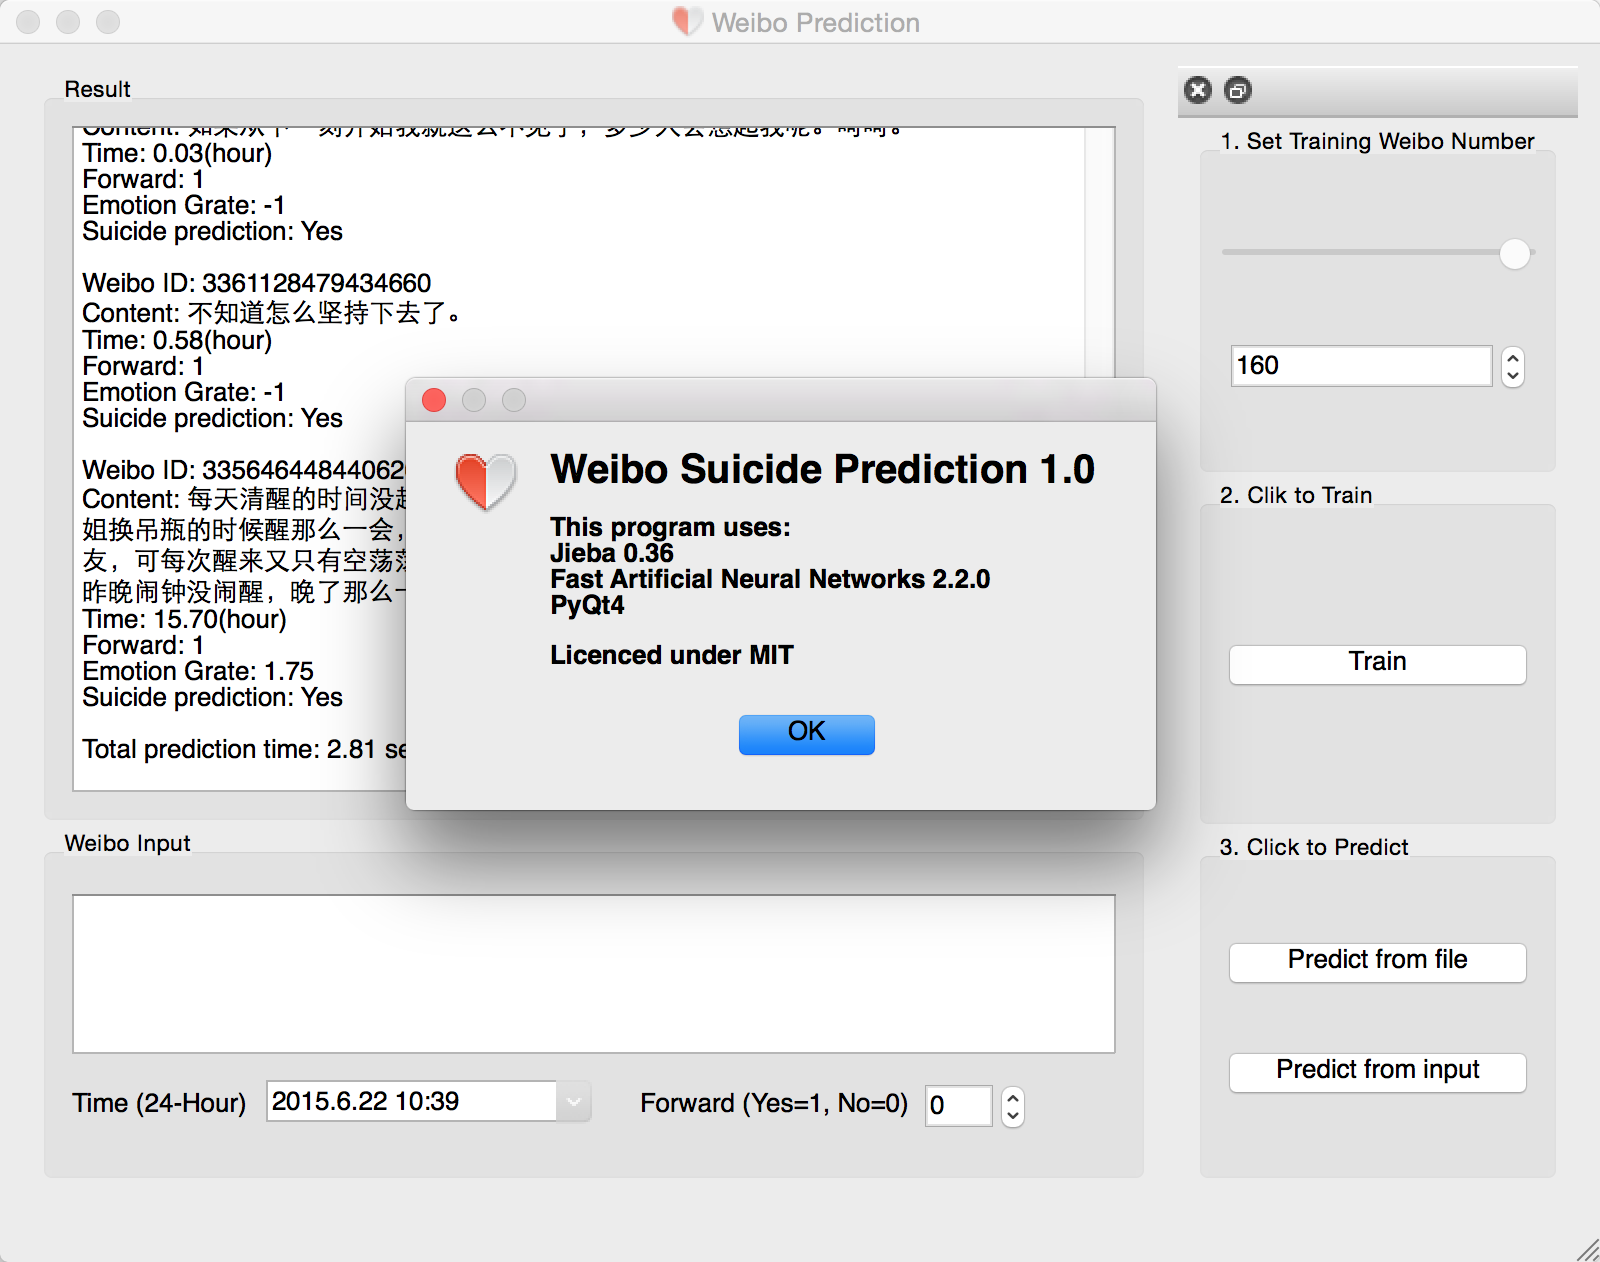 Weibo Prediction
Result
Time: 0.03(hour)
Forward: 1
Emotion Grate: -1
Suicide prediction: Yes
Weibo ID: 3361128479434660
Content: 不知道怎么坚持下去了。
Time: 0.58(hour)
Forward: 1
Emotion Grate: -1
Suicide prediction: Yes
Weibo ID: 33564644844062
Content: 每天清醒的时间没
姐换吊瓶的时候醒那么一会，
友，可每次醒来又只有空荡
昨晚闹钟没闹醒，晚了那么
Time: 15.70(hour)
Forward: 1
Emotion Grate: 1.75
Suicide prediction: Yes
Total prediction time: 2.81 se
Weibo Suicide Prediction 1.0
This program uses:
Jieba 0.36
Fast Artificial Neural Networks 2.2.0
PyQt4
Licenced under MIT
OK
Weibo Input
Time (24-Hour) 2015.6.22 10:39 Forward (Yes=1, No=0) 0
1. Set Training Weibo Number
160
2. Clik to Train
Train
3. Click to Predict
Predict from file
Predict from input